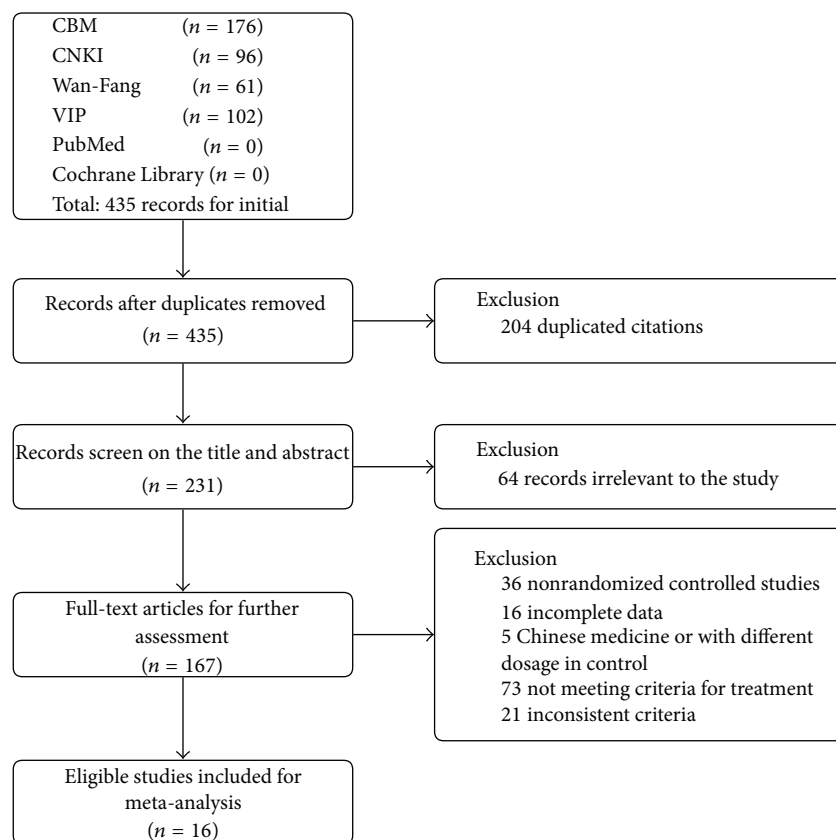 CBM (n = 176)
CNKI (n = 96)
Wan-Fang (n = 61)
VIP (n = 102)
PubMed (n = 0)
Cochrane Library (n = 0)
Total: 435 records for initial
Records after duplicates removed
(n = 435)
Exclusion
204 duplicated citations
Records screen on the title and abstract
(n = 231)
Exclusion
64 records irrelevant to the study
Full-text articles for further
assessment
(n = 167)
Exclusion
36 nonrandomized controlled studies
16 incomplete data
5 Chinese medicine or with different
dosage in control
73 not meeting criteria for treatment
21 inconsistent criteria
Eligible studies included for
meta-analysis
(n = 16)